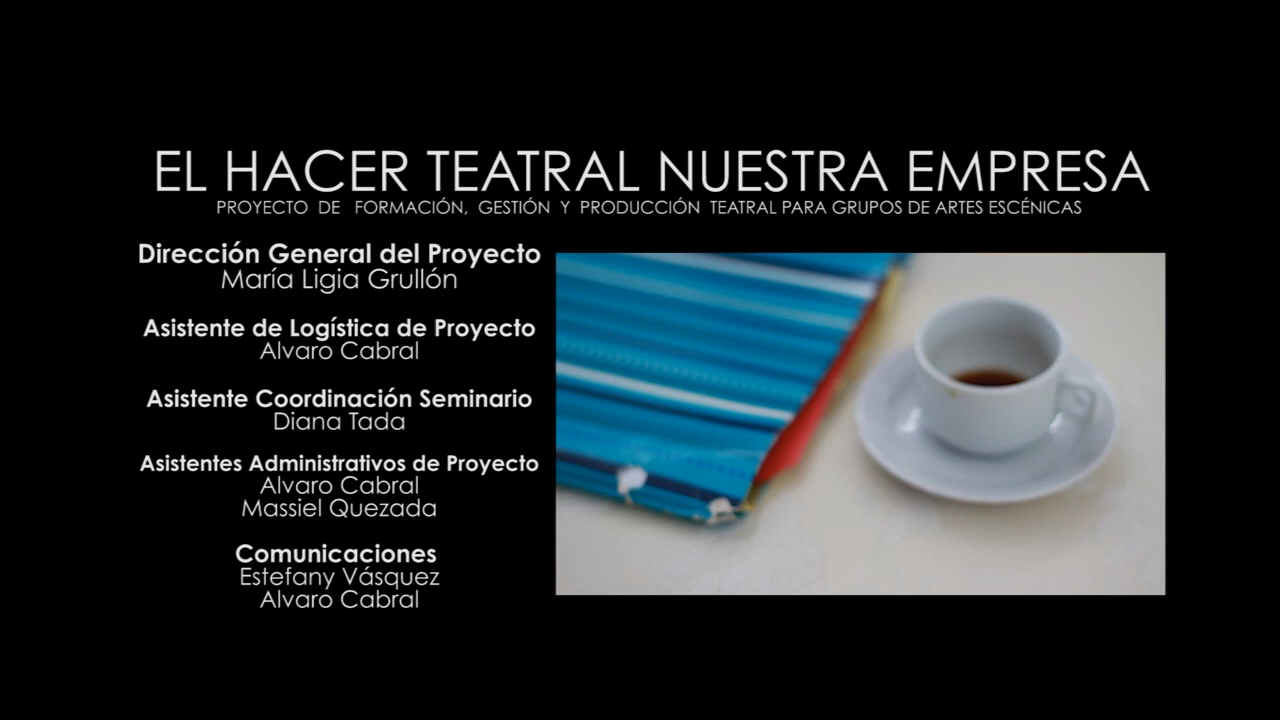 EL HACER TEATRAL NUESTRA EMPRESA
PROYECTO DE FORMACIÓN, GESTIÓN Y PRODUCCIÓN TEATRAL PARA GRUPOS DE ARTES ESCÉNICAS
Dirección General del Proyecto
María Ligia Grullón
Asistente de Logística de Proyecto
Alvaro Cabral
Asistente Coordinación Seminario
Diana Tada
Asistentes Administrativos de Proyecto
Alvaro Cabral
Massiel Quezada
Comunicaciones
Estefany Vásquez
Alvaro Cabral